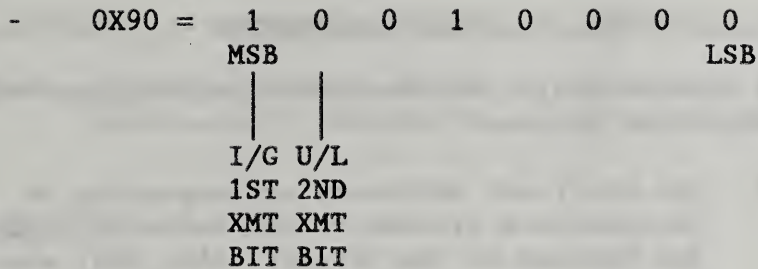 - 0X90 = 1 0 0 1 0 0 0 0
MSB LSB
I/G U/L
1ST 2ND
XMT XMT
BIT BIT